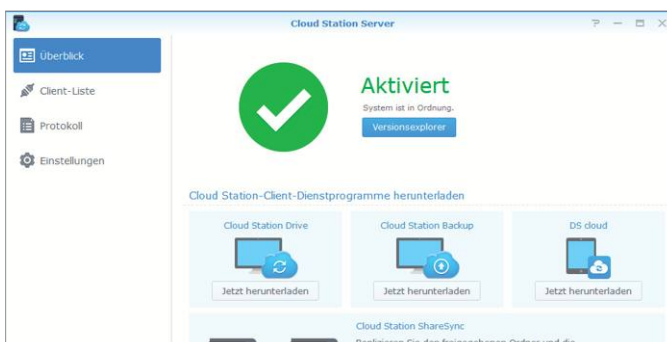 Cloud Station Server
Überblick
Client-Liste
Protokoll
Einstellungen
Aktiviert
System ist in Ordnung.
Versionsexplorer
Cloud Station-Client-Dienstprogramme herunterladen
Cloud Station Drive
Jetzt herunterladen
Cloud Station Backup
Jetzt herunterladen
DS cloud
Jetzt herunterladen
Cloud Station ShareSync